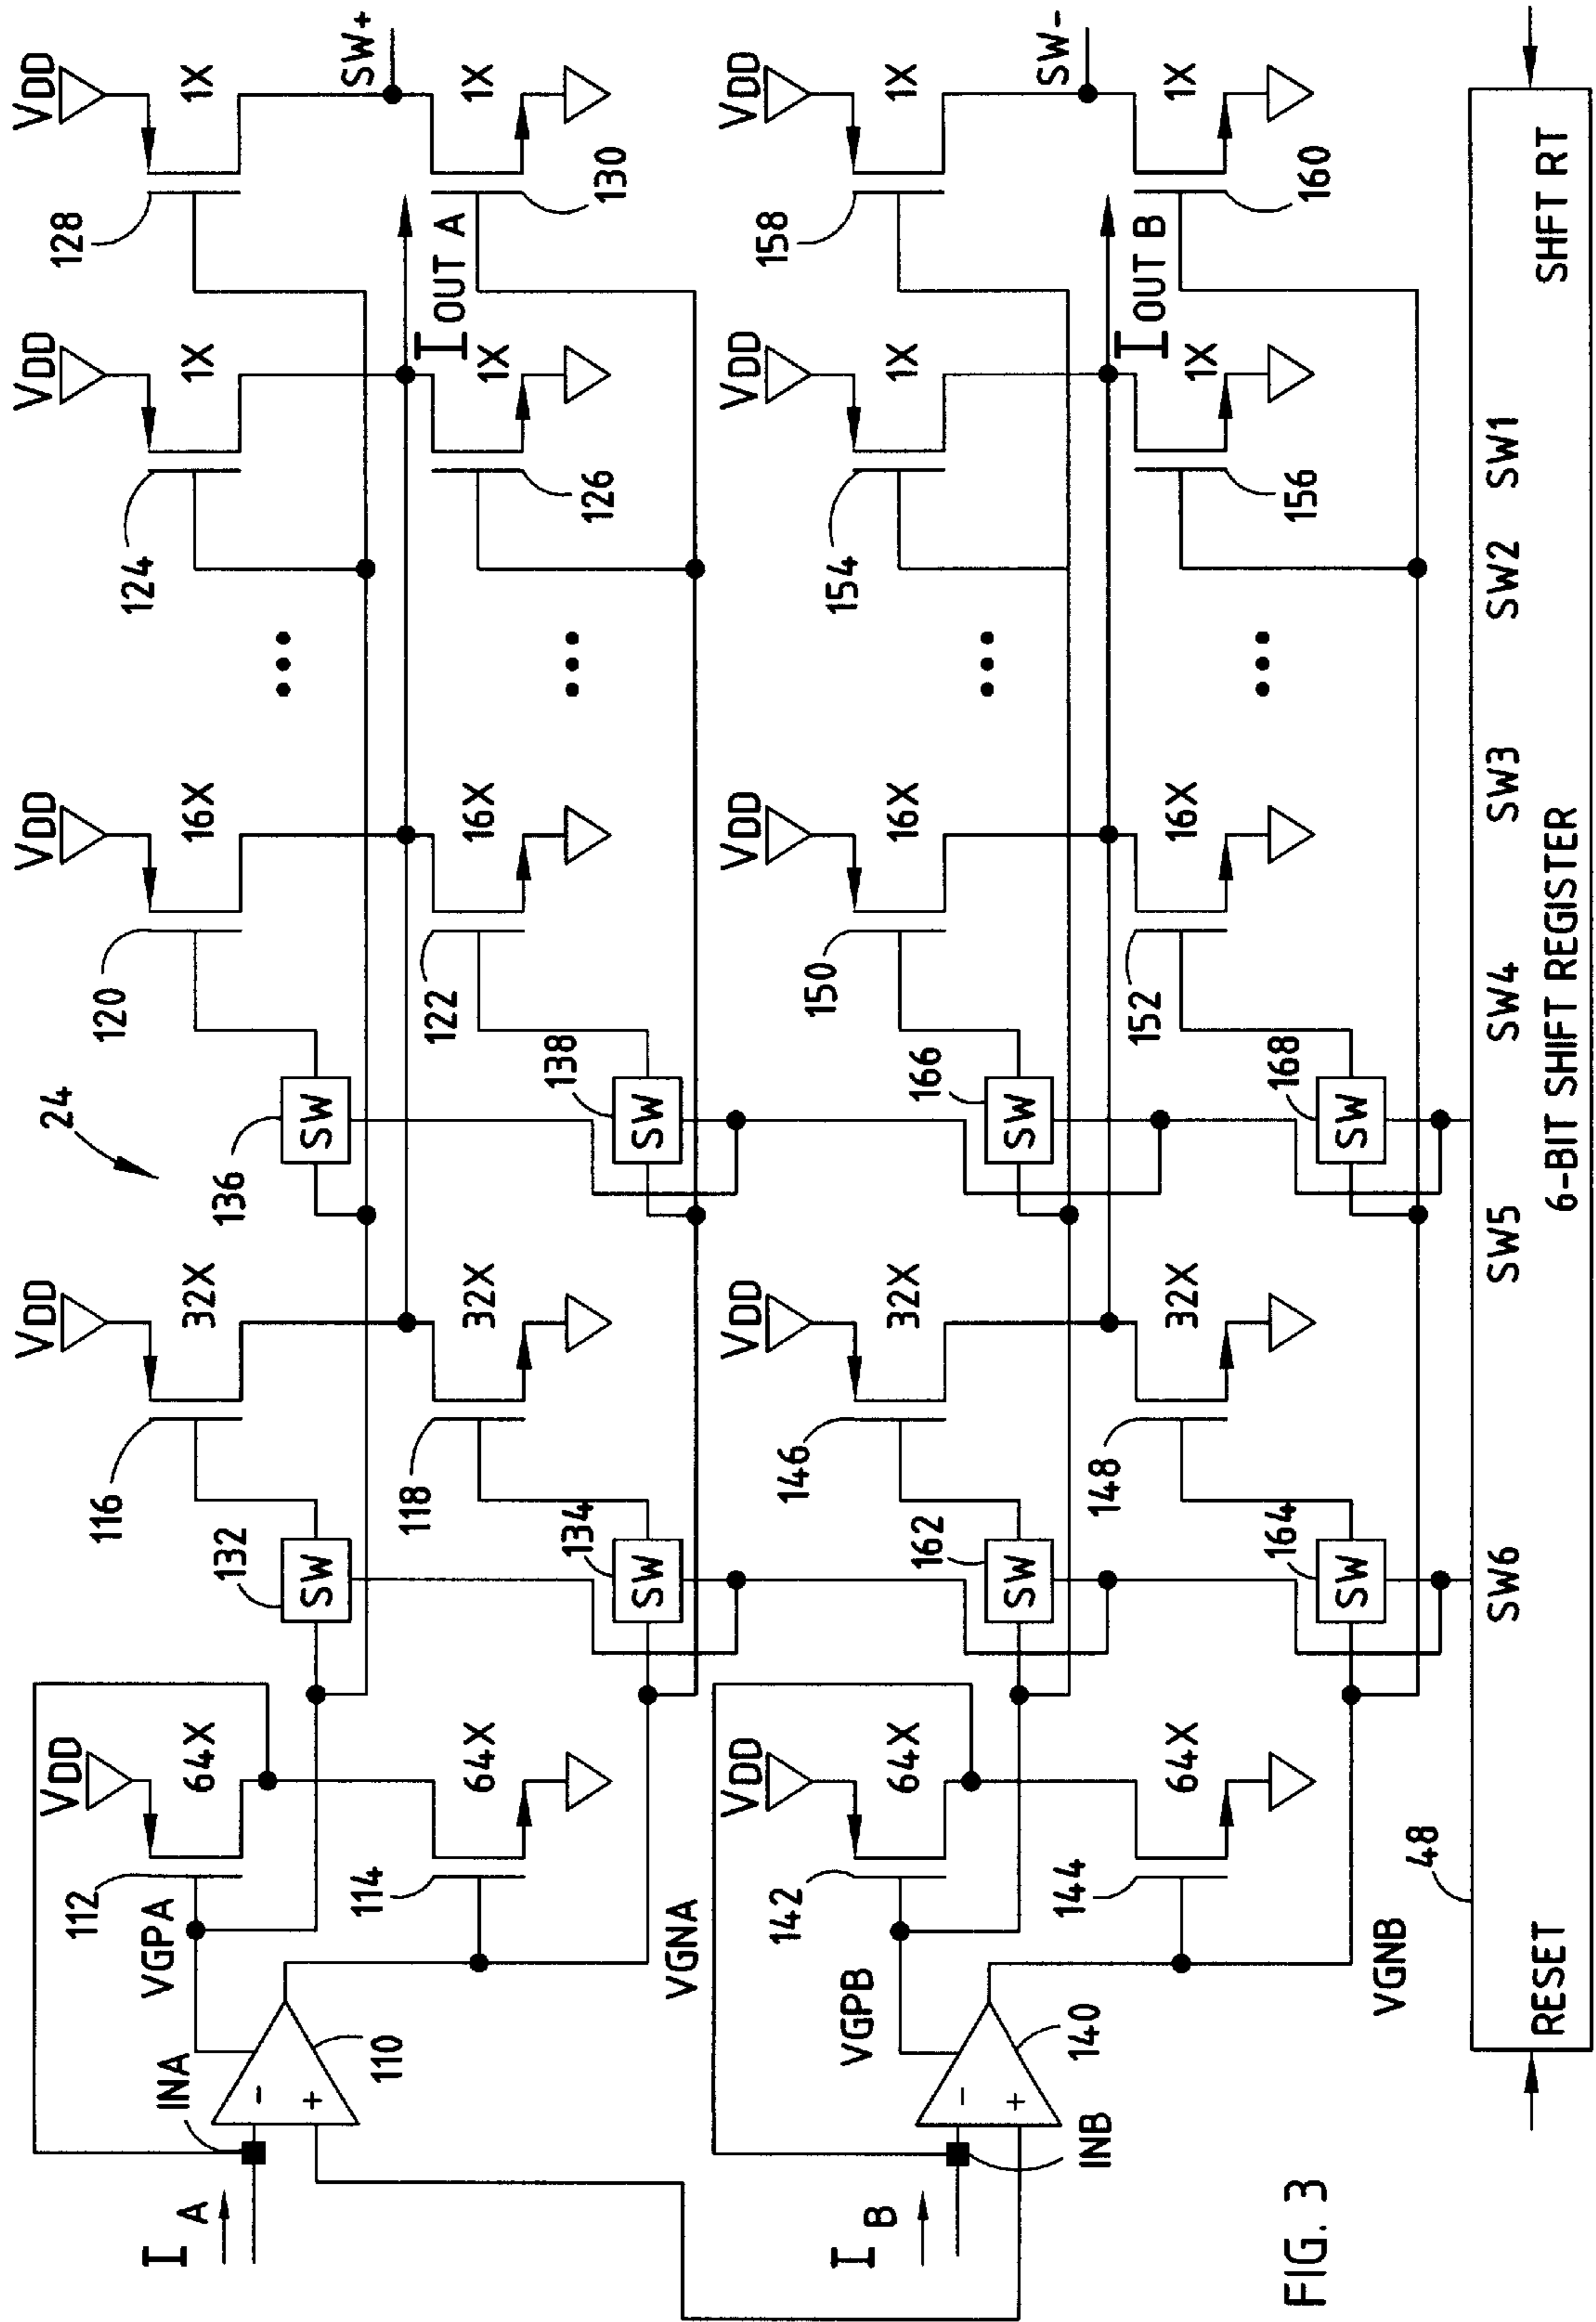 24
VDD
VDD
VDD
VDD
VDD
112
64X
116
32X
120
16X
124
1X
128
1X
VGPA
INA
-
+
110
132
SW
136
SW
...
SW+
I A
114
64X
118
32X
122
16X
126
1X
130
1X
I OUT A
134
SW
138
SW
...
VGNA
VDD
VDD
VDD
VDD
VDD
142
64X
146
32X
150
16X
154
1X
158
1X
VGPB
INB
-
+
140
162
SW
166
SW
...
SW-
I B
144
64X
148
32X
152
16X
156
1X
160
1X
I OUT B
164
SW
168
SW
...
VGNB
48
SW6
SW5
SW4
SW3
SW2
SW1
RESET
6-BIT SHIFT REGISTER
SHFT RT
FIG. 3